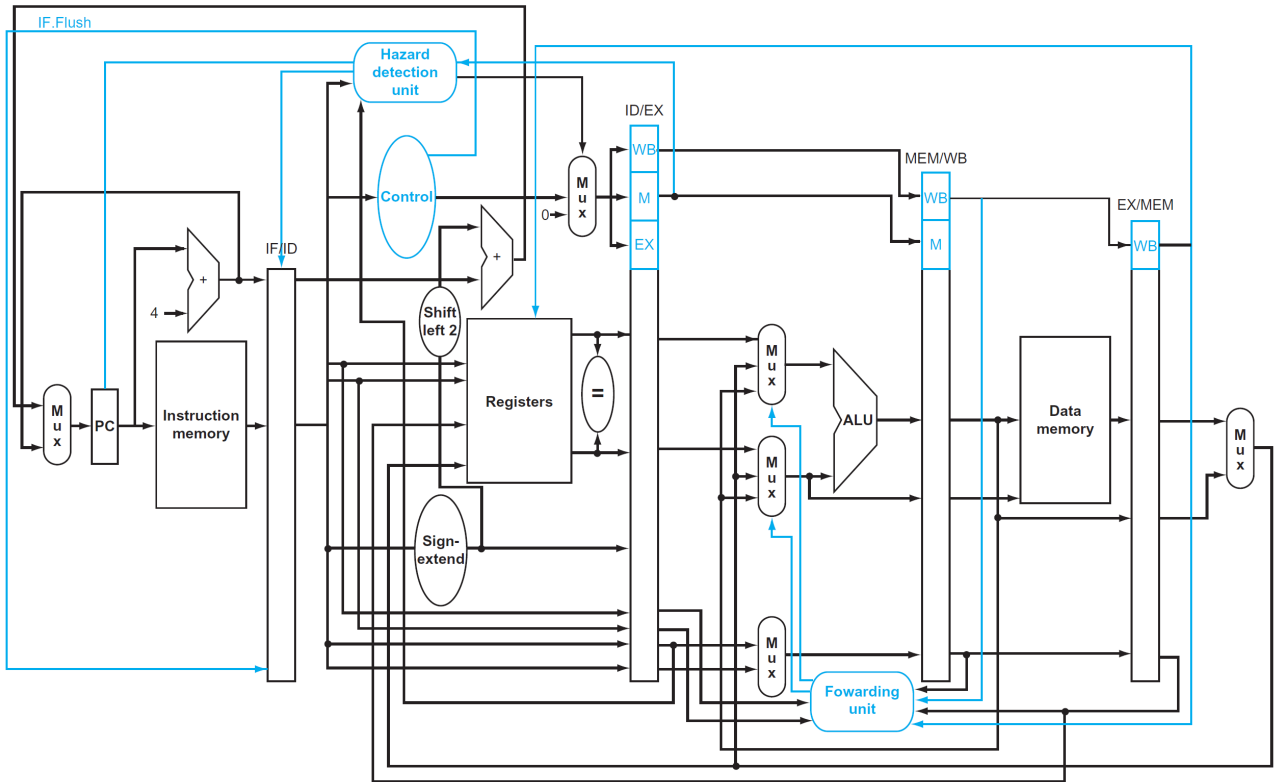 IF.Flush
Hazard
detection
unit
ID/EX
WB
MEM/WB
Control
M
u
x
M
WB
EX/MEM
0
EX
M
WB
IF/ID
+
+
4
Shift
left 2
M
u
x
PC
Instruction
memory
Registers
=
M
u
x
ALU
Data
memory
M
u
x
M
u
x
Sign-
extend
M
u
x
Fowarding
unit